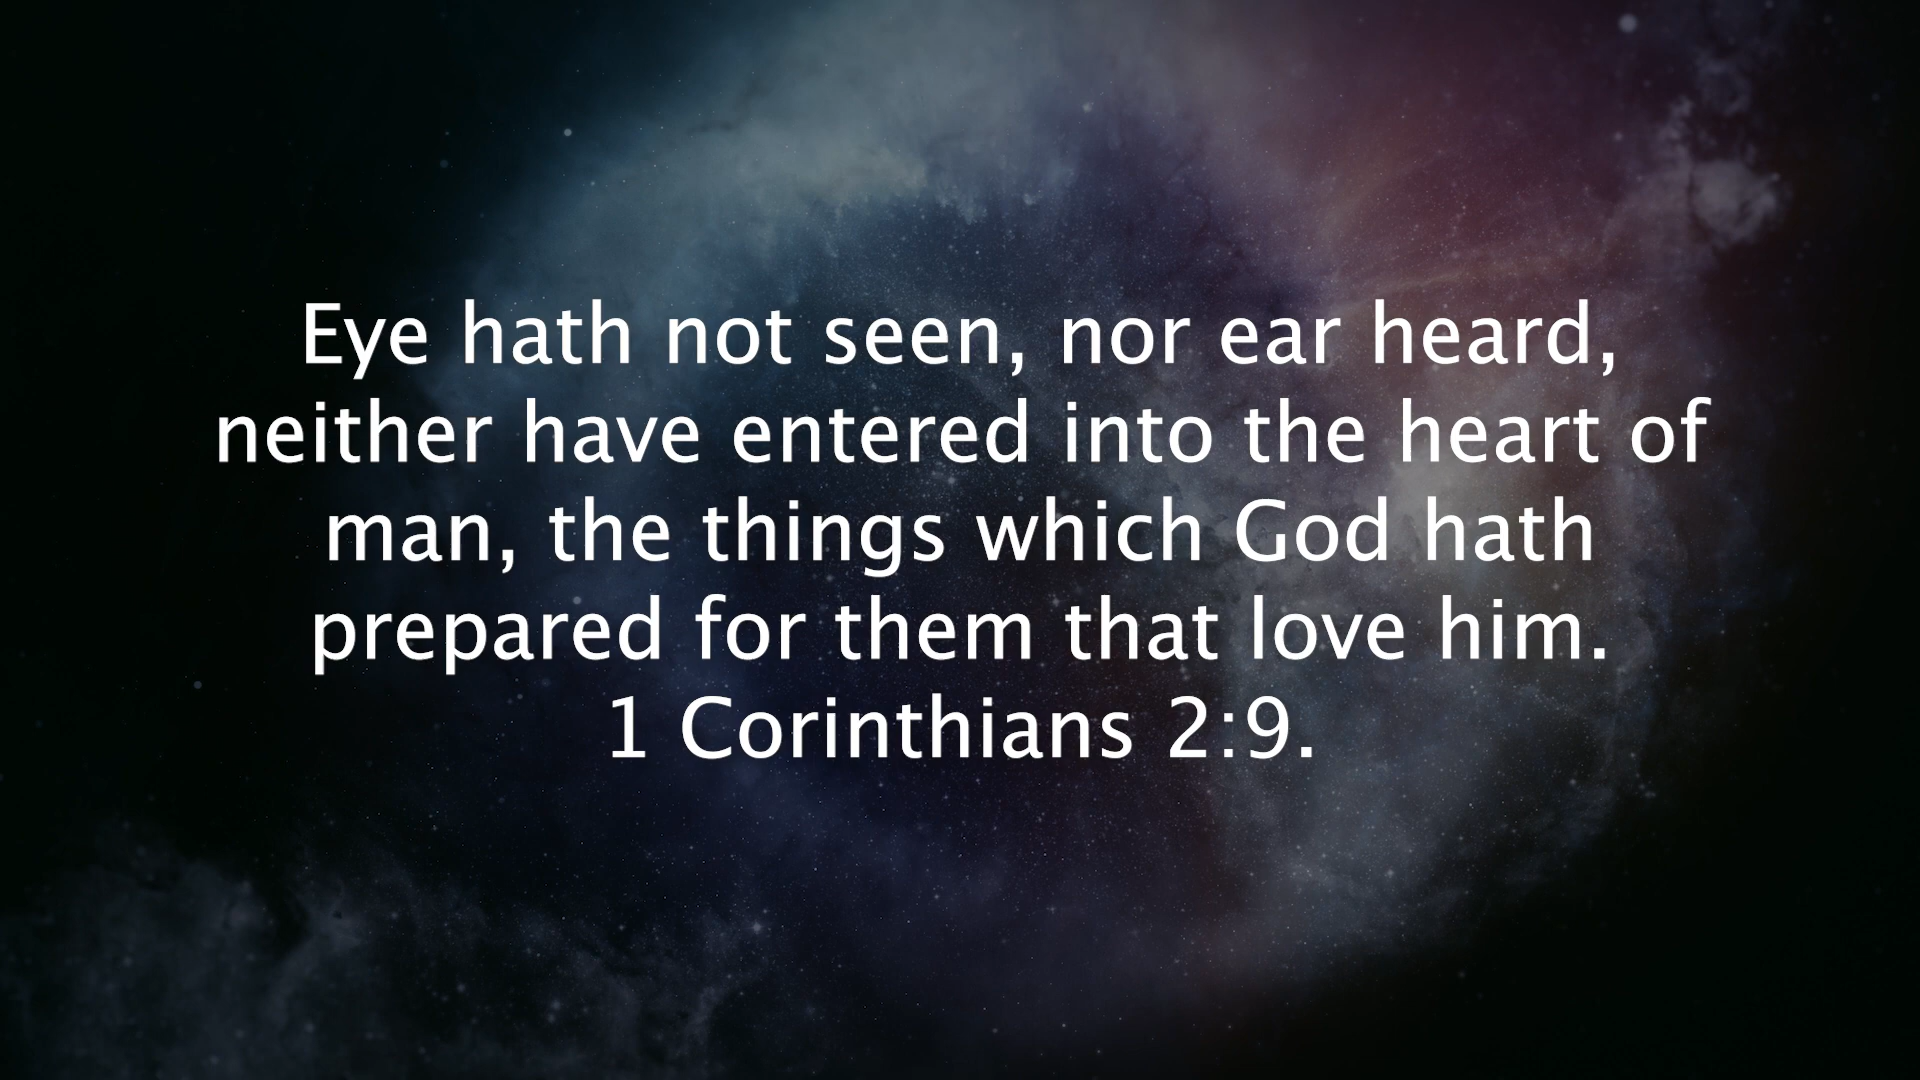 Eye hath not seen, nor ear heard,
neither have entered into the heart of
man, the things which God hath
prepared for them that love him.
1 Corinthians 2:9.